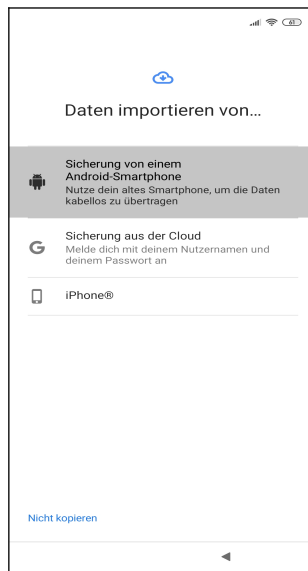 61
Daten importieren von...
Sicherung von einem
Android-Smartphone
Nutze dein altes Smartphone, um die Daten
kabellos zu übertragen
Sicherung aus der Cloud
Melde dich mit deinem Nutzernamen und
deinem Passwort an
iPhone®
Nicht kopieren